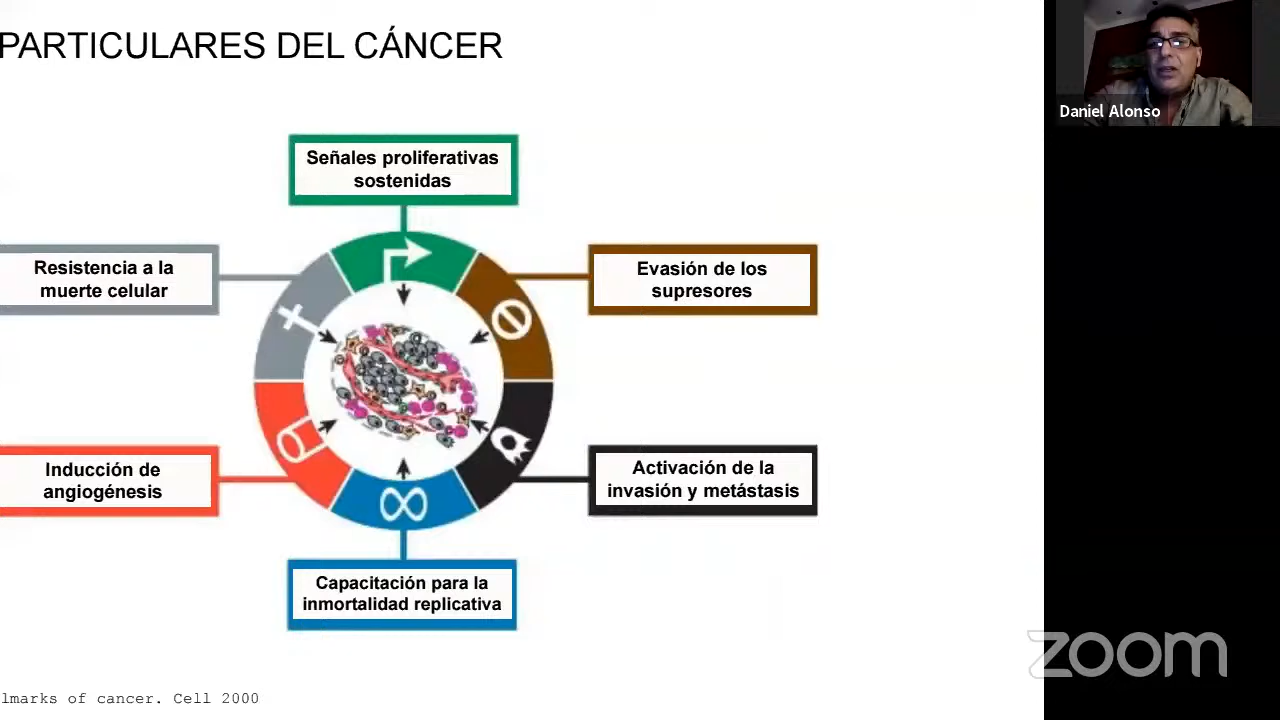 PARTICULARES DEL CÁNCER
Daniel Alonso
Señales proliferativas
sostenidas
Resistencia a la
muerte celular
Evasión de los
supresores
Inducción de
angiogénesis
Activación de la
invasión y metástasis
Capacitación para la
inmortalidad replicativa
zoom
lmarks of cancer. Cell 2000